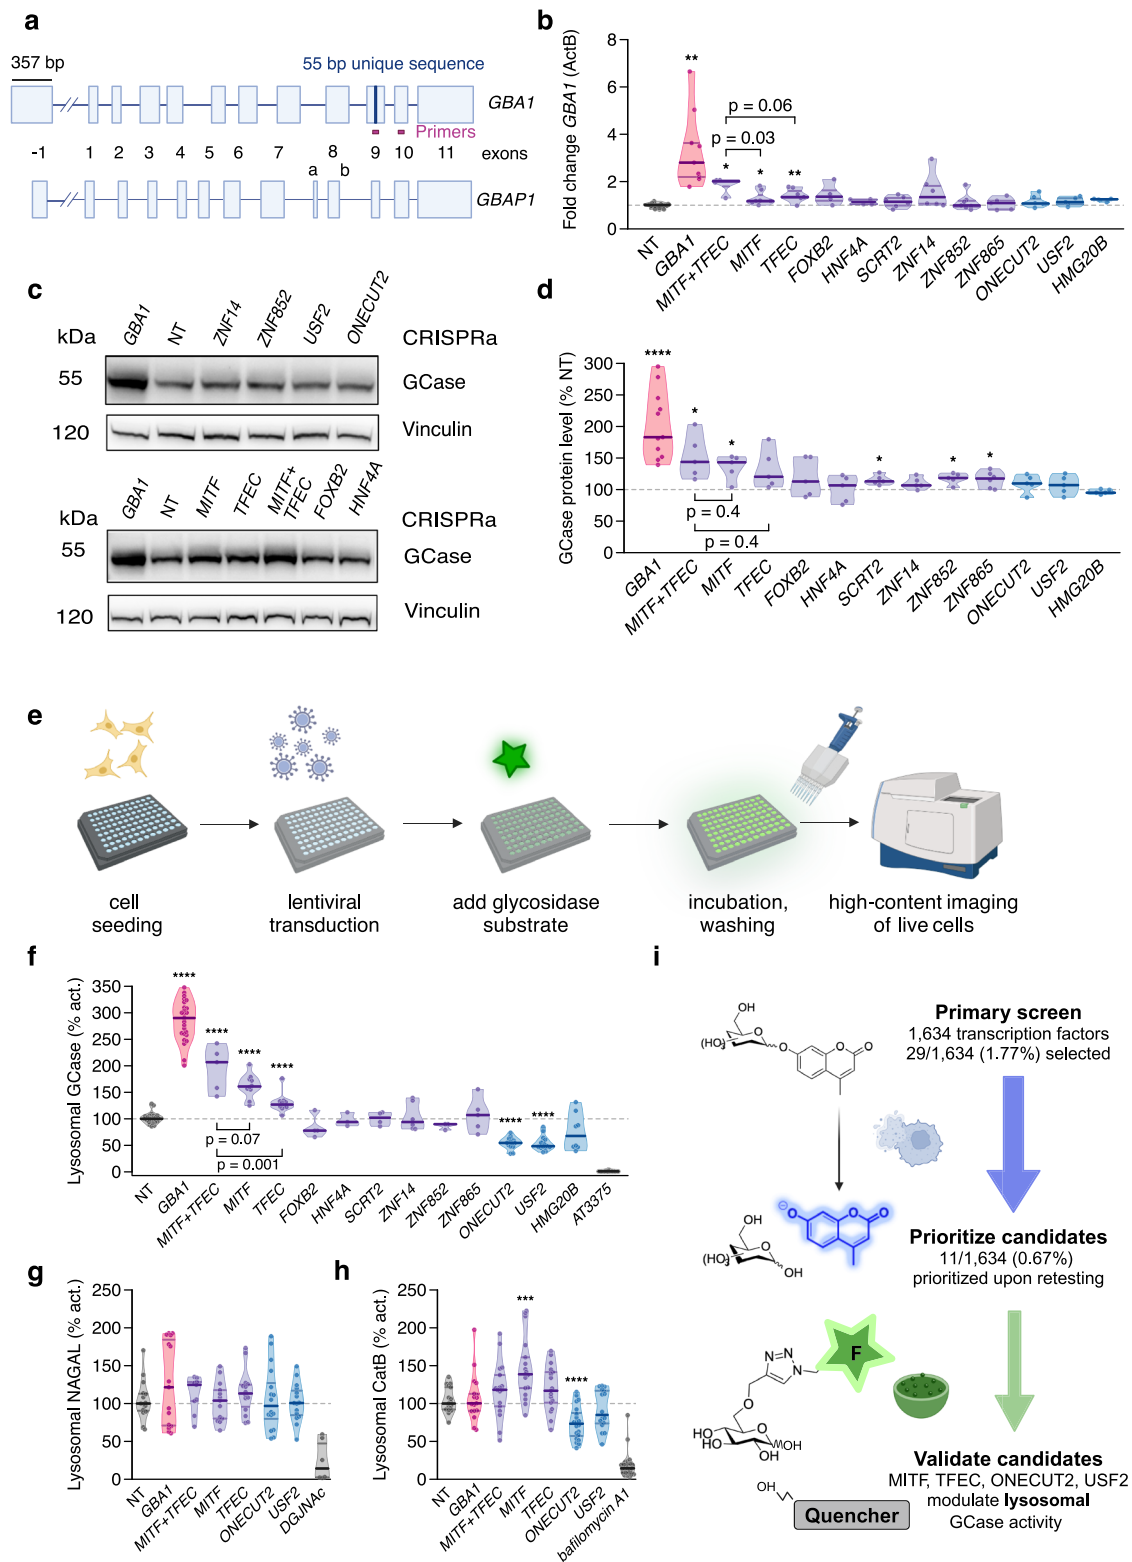 a
357 bp
55 bp unique sequence
GBA1
Primers
-1 1 2 3 4 5 6 7 8 9 10 11 exons
a b
GBAP1
b
Fold change GBA1 (ActB)
8
6
4
2
0
**
p = 0.06
p = 0.03
* * **
NT GBA1 MITF+TFEC MITF TFEC FOXB2 HNF4A SCRT2 ZNF14 ZNF852 ZNF865 ONECUT2 USF2 HMG20B
c
kDa GBA1 NT ZNF14 ZNF852 USF2 ONECUT2 CRISPRa
55 GCase
120 Vinculin
kDa GBA1 NT MITF TFEC MITF+TFEC FOXB2 HNF4A CRISPRa
55 GCase
120 Vinculin
d
GCase protein level (% NT)
300
250
200
150
100
50
0
**** * * * * *
p = 0.4
p = 0.4
GBA1 MITF+TFEC MITF TFEC FOXB2 HNF4A SCRT2 ZNF14 ZNF852 ZNF865 ONECUT2 USF2 HMG20B
e
cell
seeding
lentiviral
transduction
add glycosidase
substrate
incubation,
washing
high-content imaging
of live cells
f
Lysosomal GCase (% act.)
350
300
250
200
150
100
50
0
**** **** **** **** **** ****
p = 0.07
p = 0.001
NT GBA1 MITF+TFEC MITF TFEC FOXB2 HNF4A SCRT2 ZNF14 ZNF852 ZNF865 ONECUT2 USF2 HMG20B AT3375
g
Lysosomal NAGAL (% act.)
250
200
150
100
50
0
NT GBA1 MITF+TFEC MITF TFEC ONECUT2 USF2 DGJNAc
h
Lysosomal CatB (% act.)
250
200
150
100
50
0
*** ****
NT GBA1 MITF+TFEC MITF TFEC ONECUT2 USF2 bafilomycin A1
i
OH
(HO) O O O O
Primary screen
1,634 transcription factors
29/1,634 (1.77%) selected
OH
(HO) O OH
⊖O O O
Prioritize candidates
11/1,634 (0.67%)
prioritized upon retesting
F
N=N
N
O
O
HO HO OH OH
OH
Quencher
Validate candidates
MITF, TFEC, ONECUT2, USF2
modulate lysosomal
GCase activity